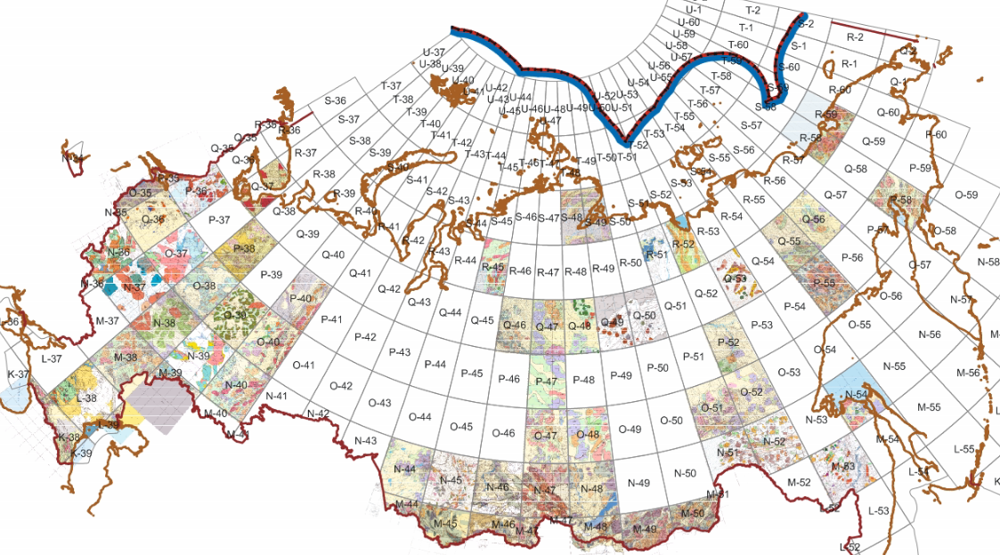 U-1 T-2
U-60 S-2
U-59 T-1 R-2
U-58 T-60 S-1 Q-2
U-37 U-57 T-59 S-60 R-1 Q-1
U-38 U-39 U-56 T-58 S-59 R-60
U-40 U-42 U-54 U-55 T-57 S-58 Q-60
T-37 U-41 U-43 U-44 U-52 U-53 T-56 R-59 P-60
S-36 T-38 U-45 U-46 U-48 U-49 U-50 U-51 T-55 S-57
S-37 T-39 U-47 T-54 R-58 Q-59
R-35 R-36 T-40 T-53 S-56 P-59
Q-35 S-38 T-41 T-42 T-52 S-55 R-57 Q-58
Q-35 R-37 S-39 T-43 T-44 T-49 T-50 T-51 S-54 R-56 O-59
N-34 Q-36 S-40 T-45 T-46 T-47 T-48 S-53 Q-57 R-58
P-35 Q-37 R-38 S-41 S-42 S-52 R-55 O-58
O-35 P-36 R-39 S-43 S-51 R-54 Q-56 P-57 N-58
N-35 Q-36 P-37 Q-38 R-40 S-44 S-45 S-46 S-47 S-48 S-49 S-50 R-53 Q-55 P-56 O-57
N-36 O-37 P-38 Q-39 R-41 R-42 R-43 R-44 R-45 R-46 R-47 R-48 R-49 R-50 R-51 R-52 Q-54 P-55 O-56 N-57
N-36 N-37 O-38 P-39 Q-40 Q-41 Q-42 Q-43 Q-52 Q-53 P-54 O-55 N-56
L-36 M-37 N-38 Q-39 P-40 P-41 Q-44 Q-45 Q-46 Q-47 Q-48 Q-49 Q-50 Q-51 P-53 O-54 M-56
K-37 L-37 M-38 N-39 O-40 P-42 P-43 P-44 P-45 P-46 P-47 P-48 P-49 P-50 P-51 P-52 O-53 N-55
M-39 N-40 O-41 O-42 O-43 O-44 O-52 N-54 M-55
L-38 M-40 N-41 N-42 O-45 O-46 O-47 O-48 O-49 O-50 O-51 N-53 M-54 L-55
K-38 L-39 M-41 N-43 N-52 M-53 L-54
K-39 N-44 N-45 N-46 N-47 N-48 N-49 N-50 N-51 M-52
M-44 M-51 L-52 L-53
M-45 M-46 M-47 M-47 M-48 M-49 M-50 L-52